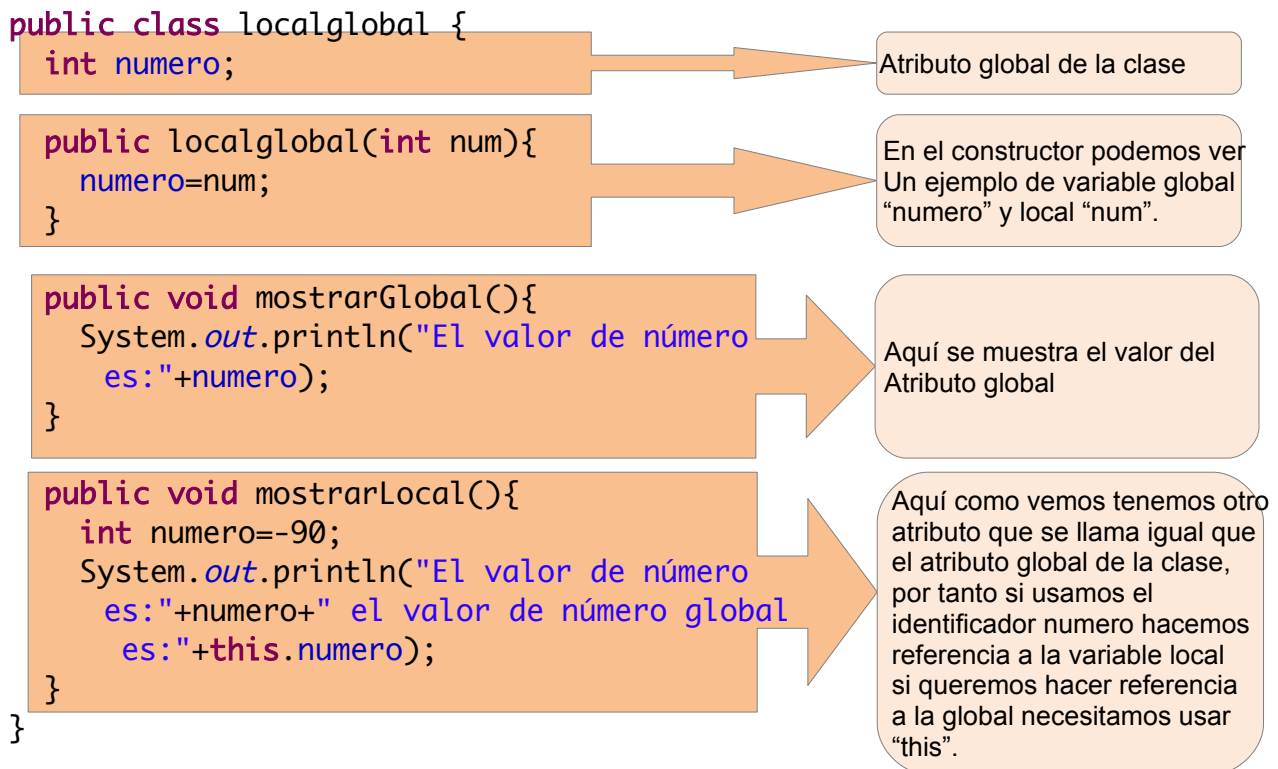 public class localglobal {
int numero;
Atributo global de la clase
public localglobal(int num){
numero=num;
}
En el constructor podemos ver
Un ejemplo de variable global
“numero” y local “num”.
public void mostrarGlobal(){
System.out.println("El valor de número
es:"+numero);
}
Aquí se muestra el valor del
Atributo global
public void mostrarLocal(){
int numero=-90;
System.out.println("El valor de número
es:"+numero+" el valor de número global
es:"+this.numero);
}
}
Aquí como vemos tenemos otro
atributo que se llama igual que
el atributo global de la clase,
por tanto si usamos el
identificador numero hacemos
referencia a la variable local
si queremos hacer referencia
a la global necesitamos usar
“this”.